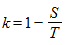 k = 1 − S/T